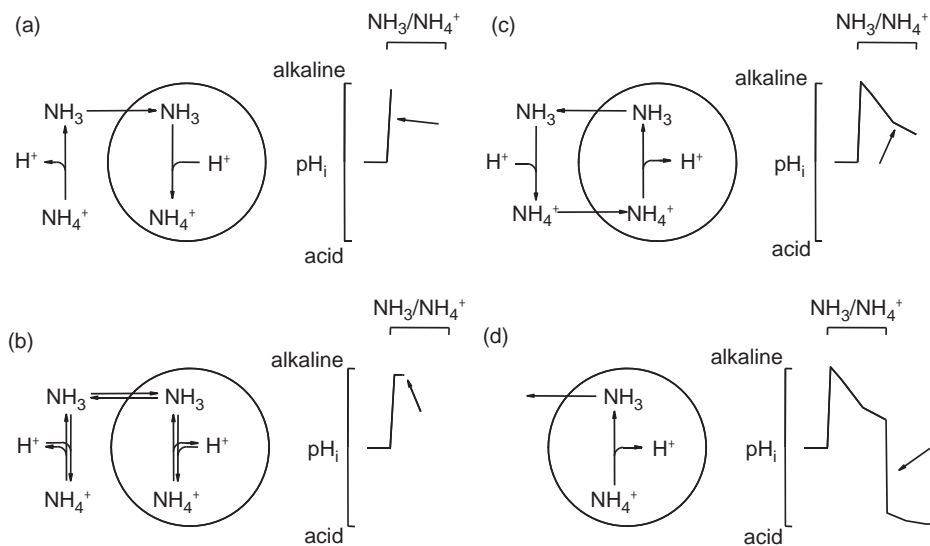 (a)
NH₃/NH₄⁺
alkaline
NH₃ NH₃
H⁺ H⁺ pHᵢ
NH₄⁺ NH₄⁺
acid
(c)
NH₃/NH₄⁺
alkaline
NH₃ NH₃
H⁺ H⁺ pHᵢ
NH₄⁺ NH₄⁺
acid
(b)
NH₃/NH₄⁺
alkaline
NH₃ NH₃
H⁺ H⁺ pHᵢ
NH₄⁺ NH₄⁺
acid
(d)
NH₃/NH₄⁺
alkaline
NH₃
H⁺ pHᵢ
NH₄⁺
acid